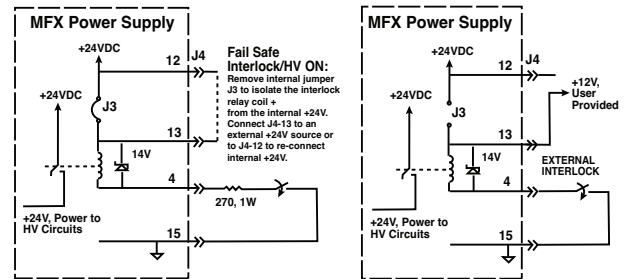 MFX Power Supply
+24VDC
12
J4
+24VDC
J3
13
14V
4
270, 1W
+24V, Power to
HV Circuits
15
Fail Safe
Interlock/HV ON:
Remove internal jumper
J3 to isolate the interlock
relay coil +
from the internal +24V.
Connect J4-13 to an
external +24V source or
to J4-12 to re-connect
internal +24V.
MFX Power Supply
+24VDC
12
J4
+12V,
User
Provided
+24VDC
J3
13
14V
EXTERNAL
INTERLOCK
4
+24V, Power to
HV Circuits
15